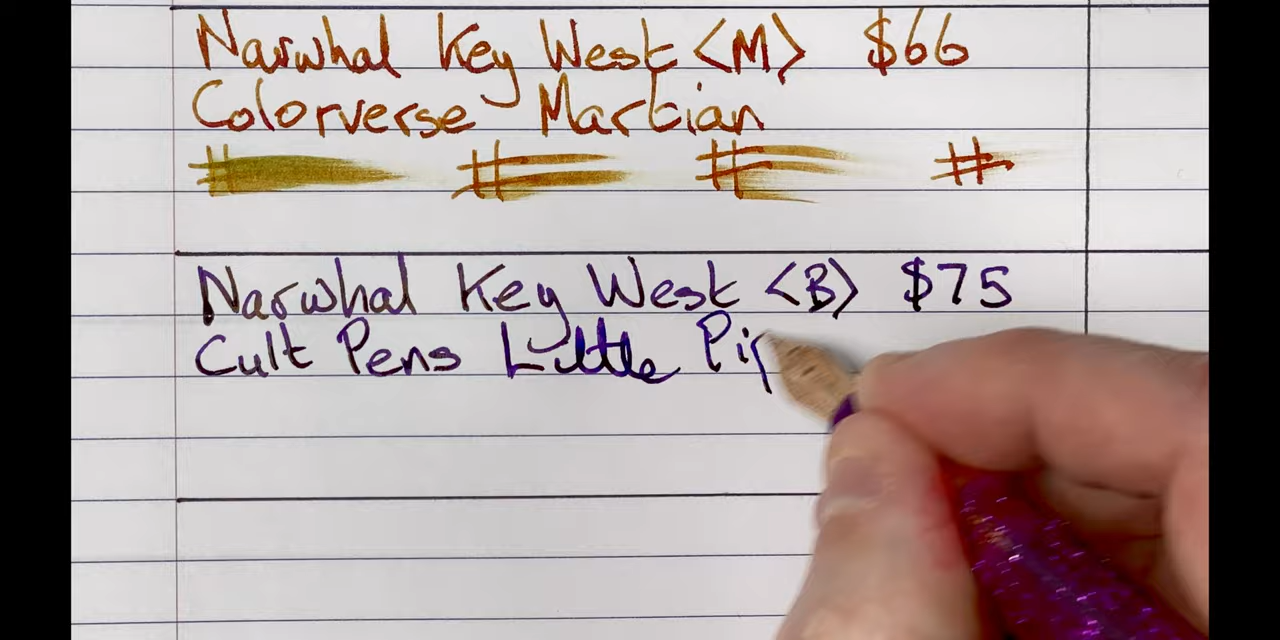 Narwhal Key West <M> $66
Colorverse Martian
# # # #
Narwhal Key West <B> $75
Cult Pens Little Pi